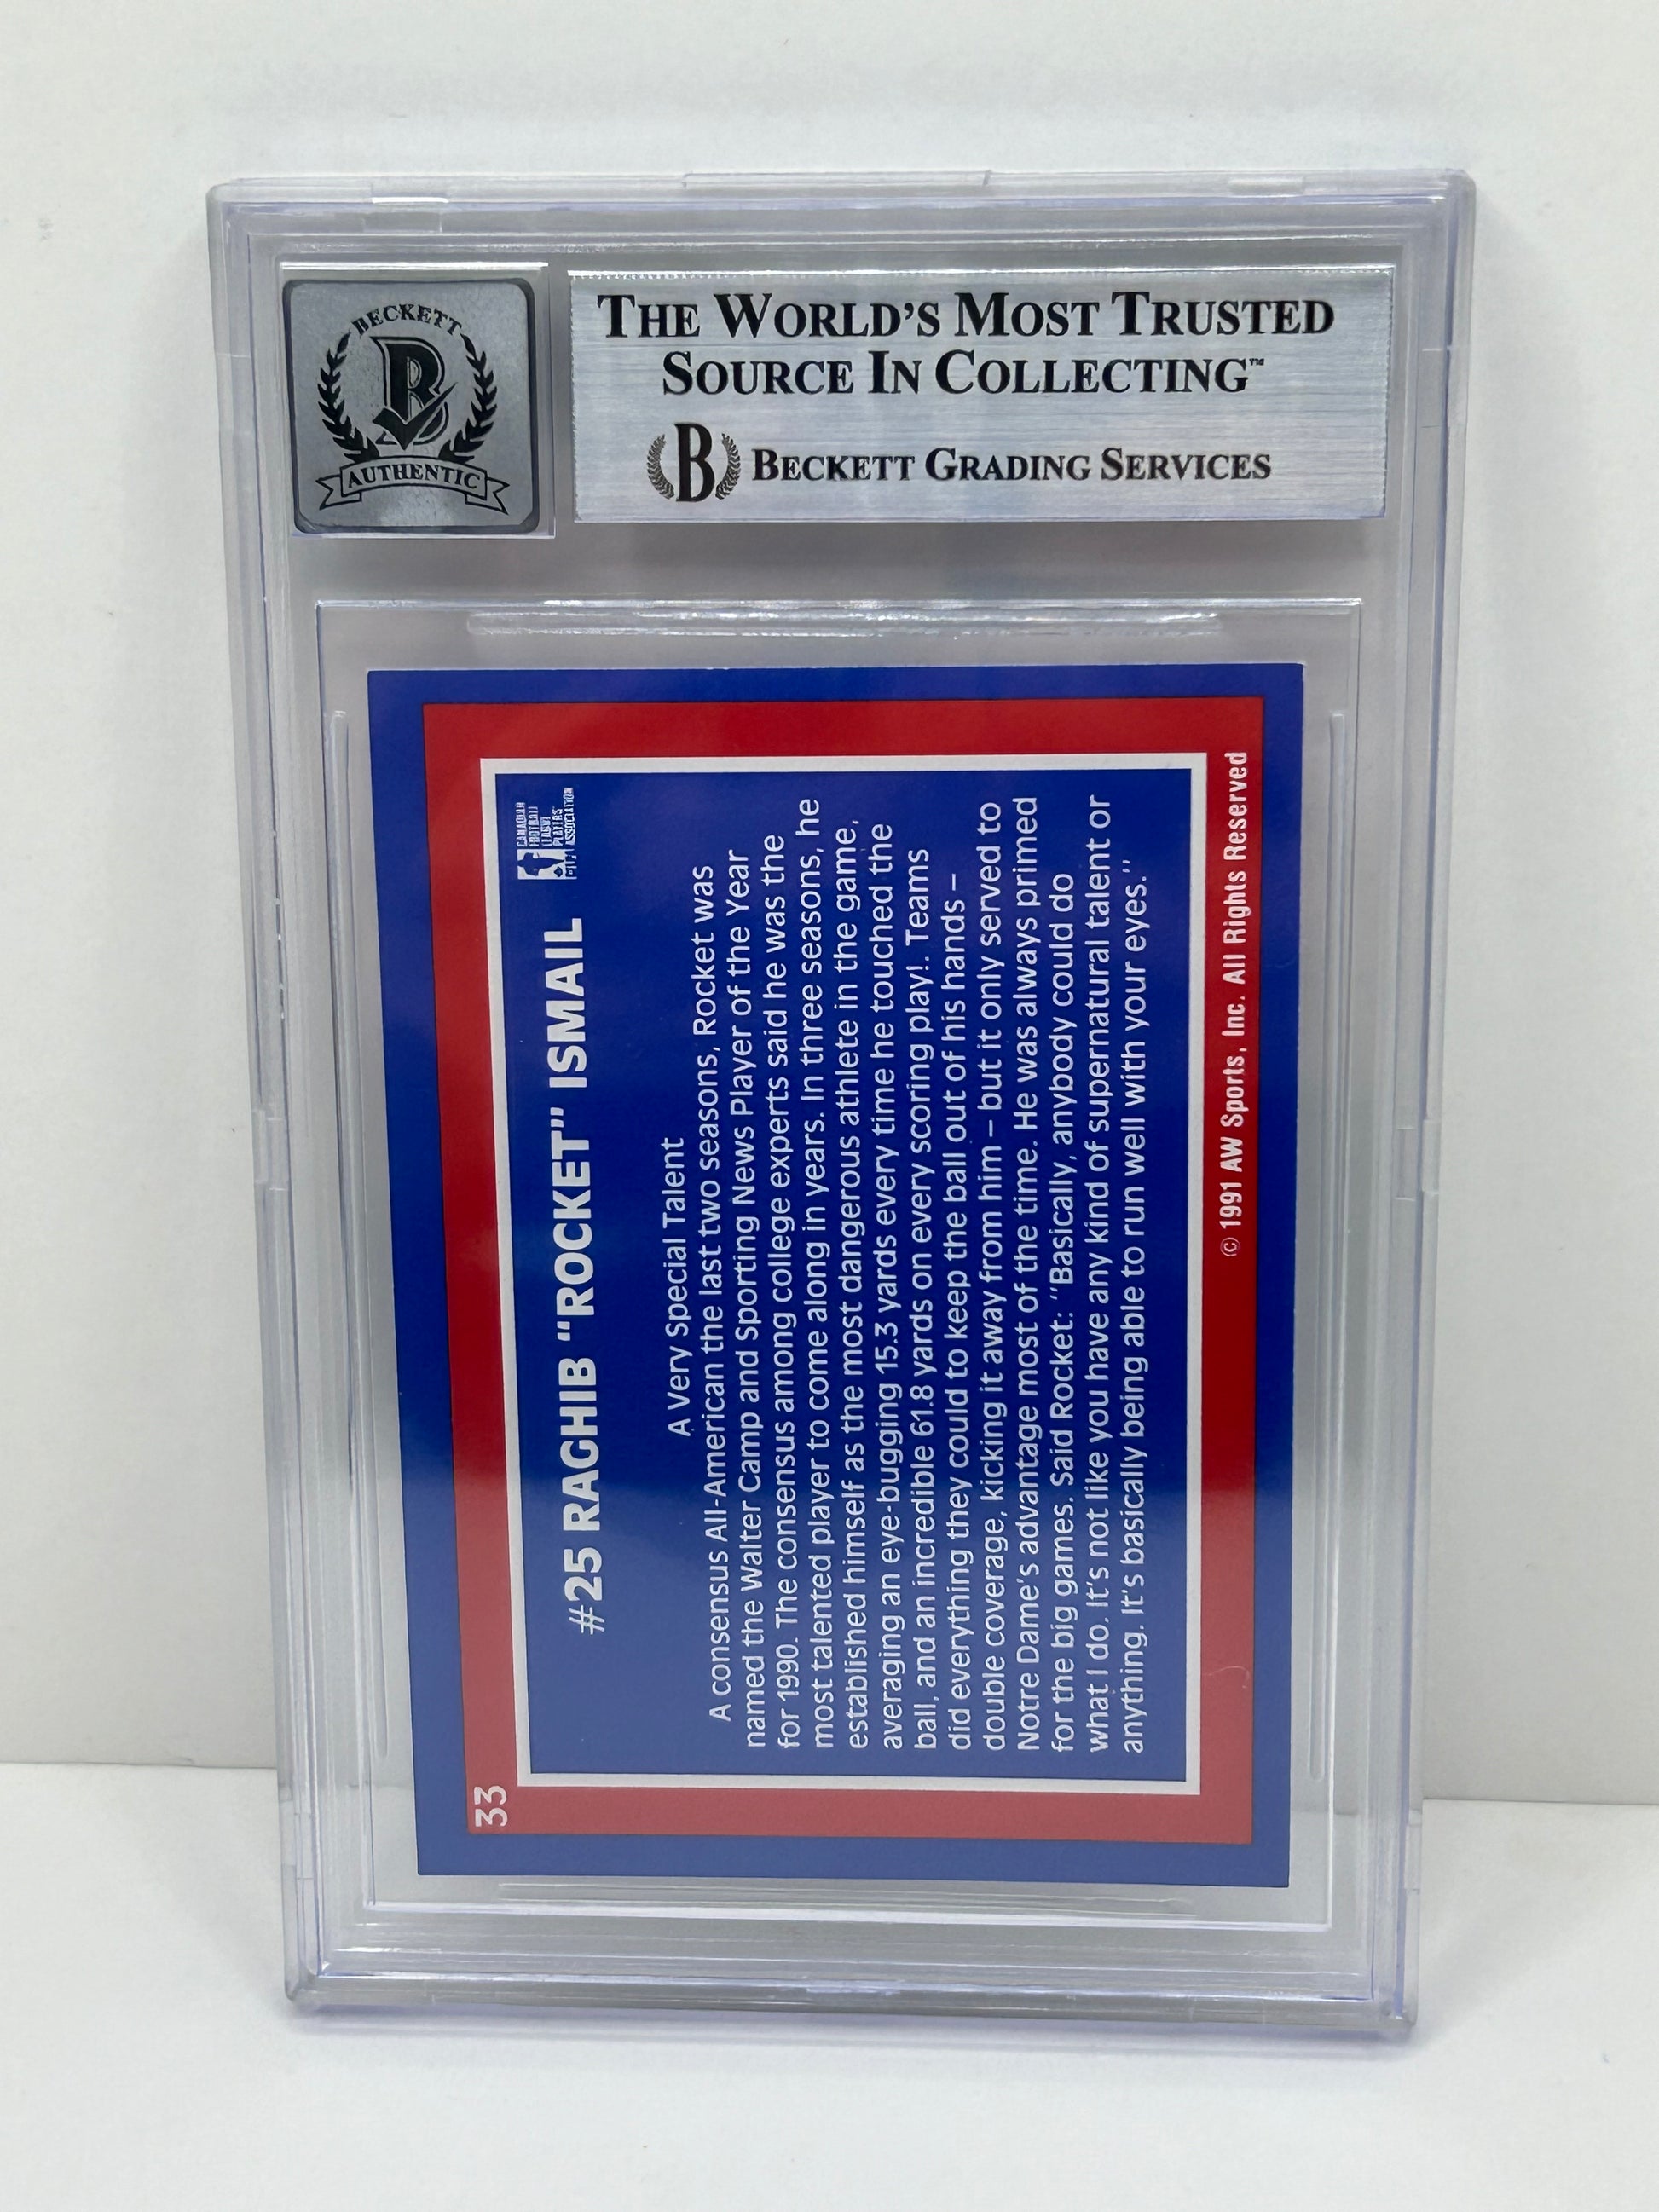 BECKETT
B
AUTHENTIC
THE WORLD'S MOST TRUSTED
SOURCE IN COLLECTING™
B BECKETT GRADING SERVICES
33
#25 RAGHIB "ROCKET" ISMAIL
CANADIAN
FOOTBALL
LEAGUE
PLAYERS'
ASSOCIATION
A Very Special Talent
A consensus All-American the last two seasons, Rocket was
named the Walter Camp and Sporting News Player of the Year
for 1990. The consensus among college experts said he was the
most talented player to come along in years. In three seasons, he
established himself as the most dangerous athlete in the game,
averaging an eye-bugging 15.3 yards every time he touched the
ball, and an incredible 61.8 yards on every scoring play!. Teams
did everything they could to keep the ball out of his hands –
double coverage, kicking it away from him – but it only served to
Notre Dame's advantage most of the time. He was always primed
for the big games. Said Rocket: "Basically, anybody could do
what I do. It's not like you have any kind of supernatural talent or
anything. It's basically being able to run well with your eyes."
© 1991 AW Sports, Inc. All Rights Reserved